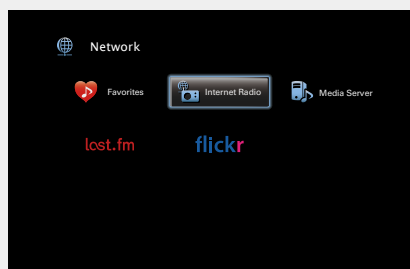 Network
Favorites
Internet Radio
Media Server
last.fm
flickr